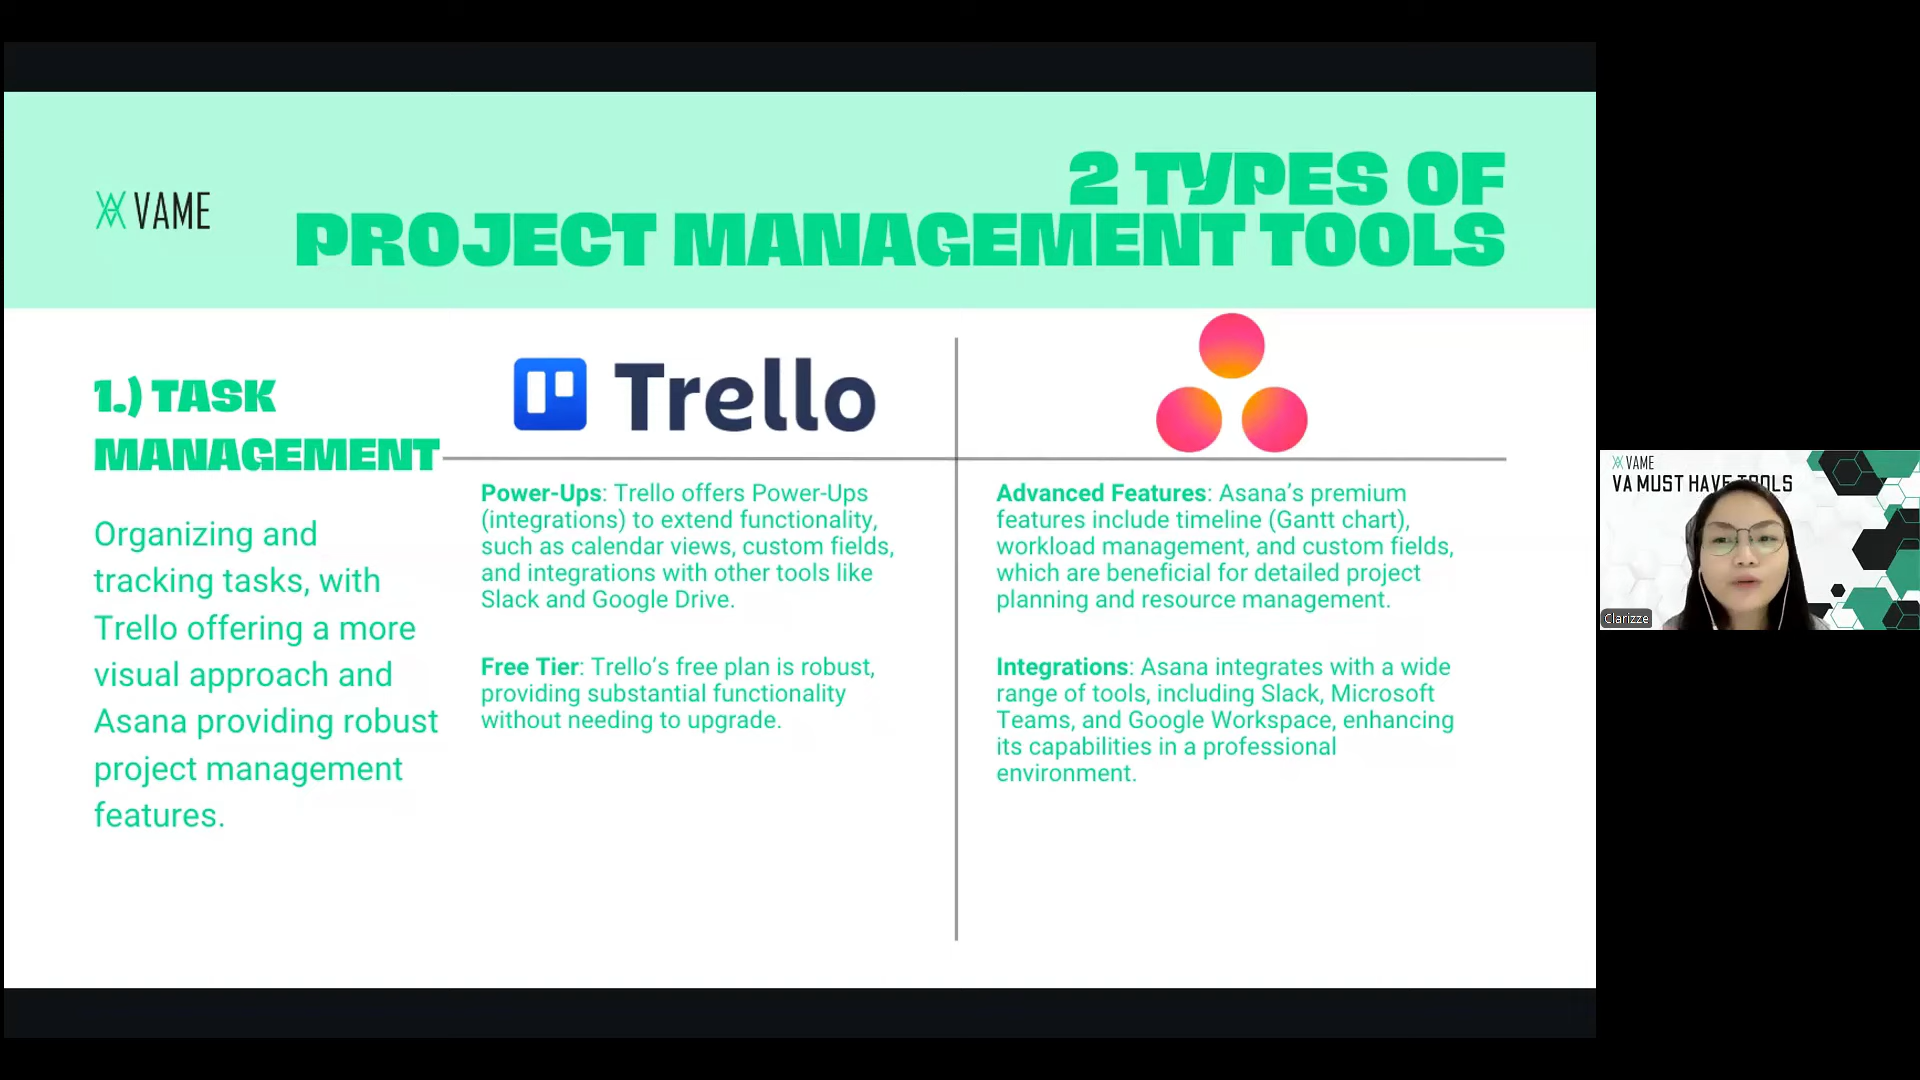 VAME
2 TYPES OF
PROJECT MANAGEMENT TOOLS
1.) TASK
MANAGEMENT
Organizing and
tracking tasks, with
Trello offering a more
visual approach and
Asana providing robust
project management
features.
Trello
Power-Ups: Trello offers Power-Ups
(integrations) to extend functionality,
such as calendar views, custom fields,
and integrations with other tools like
Slack and Google Drive.
Free Tier: Trello’s free plan is robust,
providing substantial functionality
without needing to upgrade.
Advanced Features: Asana’s premium
features include timeline (Gantt chart),
workload management, and custom fields,
which are beneficial for detailed project
planning and resource management.
Integrations: Asana integrates with a wide
range of tools, including Slack, Microsoft
Teams, and Google Workspace, enhancing
its capabilities in a professional
environment.
VAME
VA MUST HAVE TOOLS
Clarizze